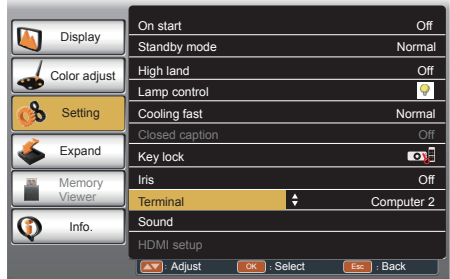 Display
Color adjust
Setting
Expand
Memory
Viewer
Info.
On start Off
Standby mode Normal
High land Off
Lamp control
Cooling fast Normal
Closed caption Off
Key lock
Iris Off
Terminal Computer 2
Sound
HDMI setup
: Adjust OK : Select Esc : Back